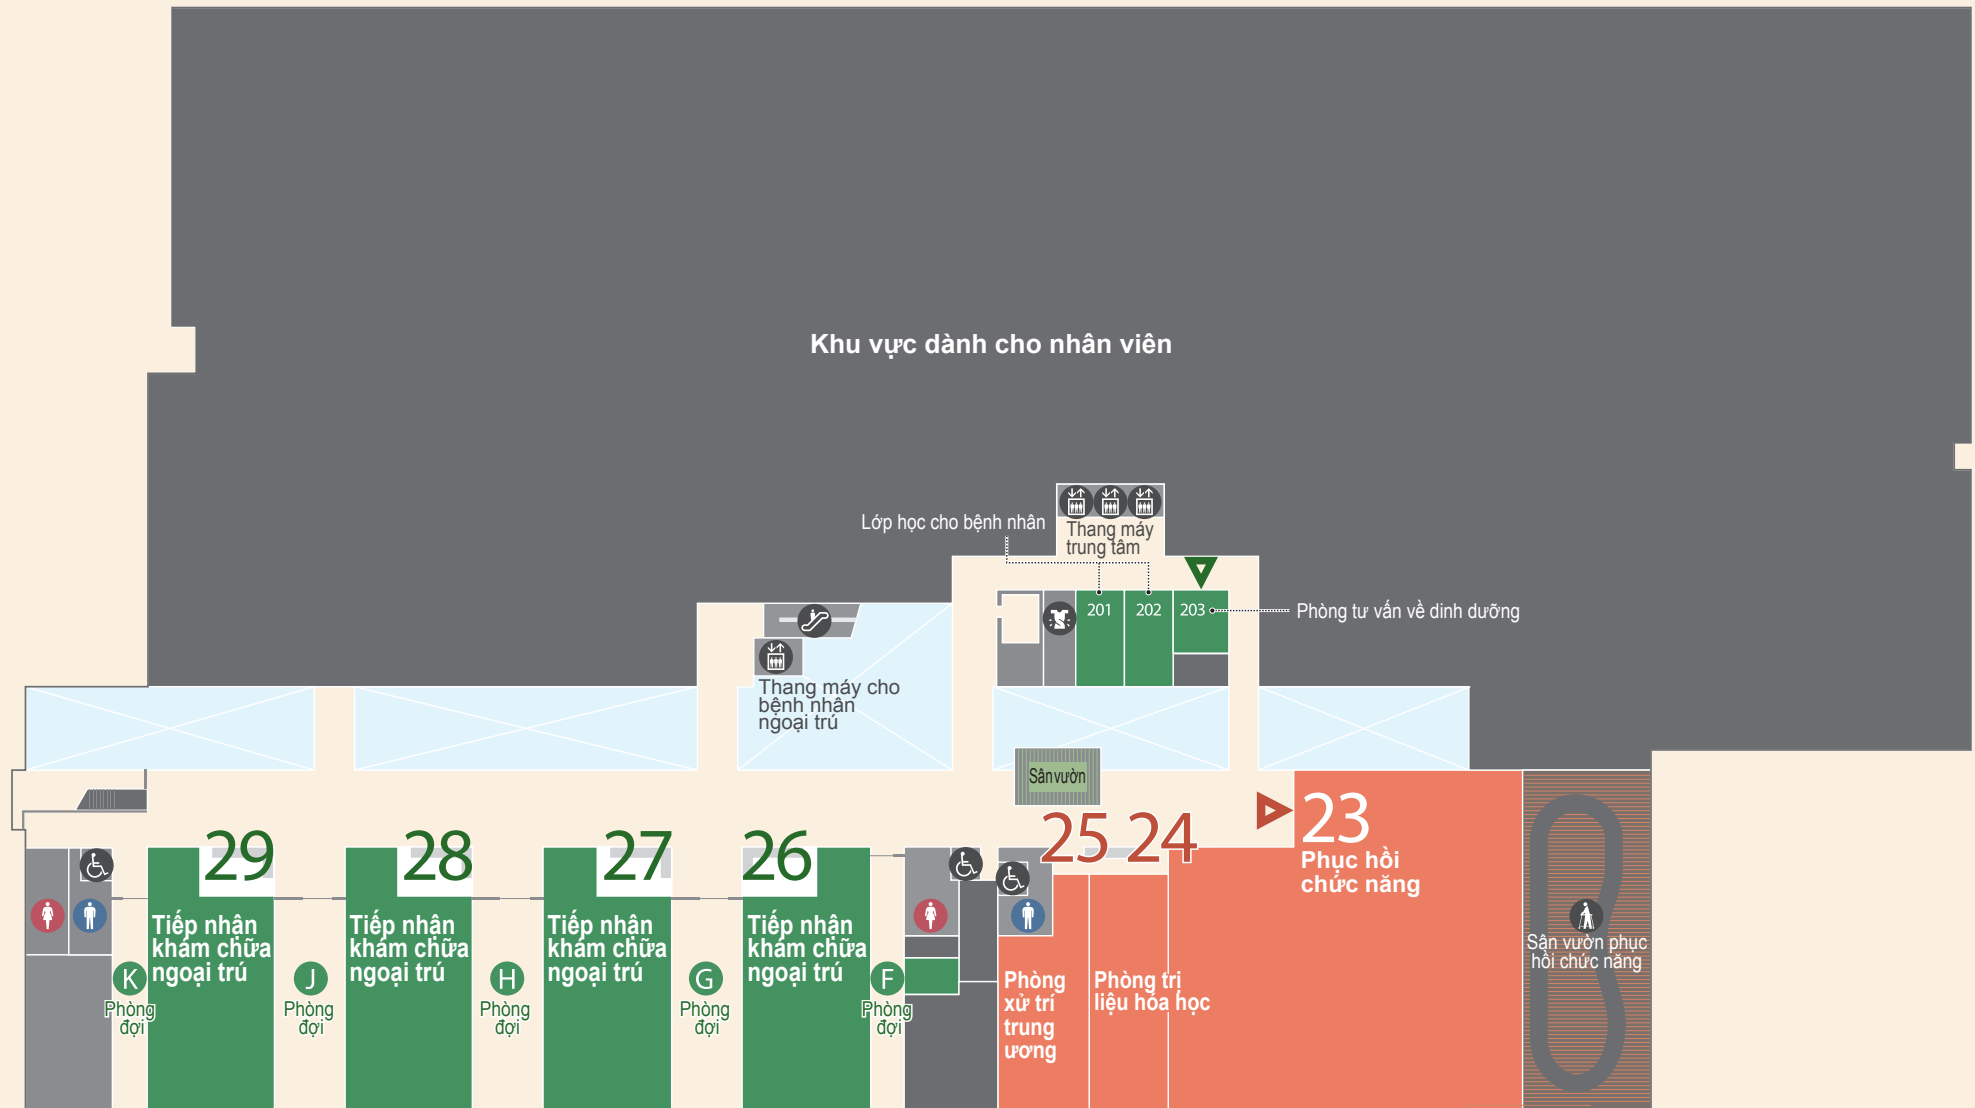 Khu vực dành cho nhân viên
Lớp học cho bệnh nhân
Thang máy
trung tâm
201
202
203
Phòng tư vấn về dinh dưỡng
Thang máy cho
bệnh nhân
ngoại trú
Sân vườn
29
28
27
26
25
24
23
Phục hồi
chức năng
Tiếp nhận
khám chữa
ngoại trú
Tiếp nhận
khám chữa
ngoại trú
Tiếp nhận
khám chữa
ngoại trú
Tiếp nhận
khám chữa
ngoại trú
K
Phòng
đợi
J
Phòng
đợi
H
Phòng
đợi
G
Phòng
đợi
F
Phòng
đợi
Phòng
xử trí
trung
ương
Phòng trị
liệu hóa học
Sân vườn phục
hồi chức năng